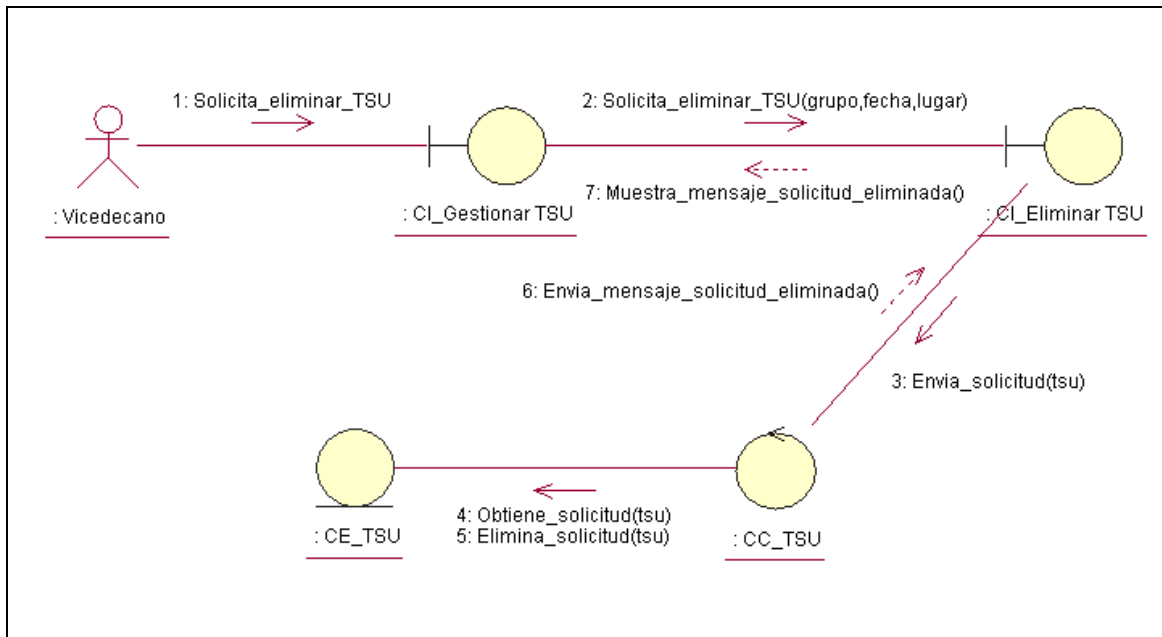 1: Solicita_eliminar_TSU
2: Solicita_eliminar_TSU(grupo,fecha,lugar)
7: Muestra_mensaje_solicitud_eliminada()
: Vicedecano
: CI_Gestionar TSU
: CI_Eliminar TSU
6: Envia_mensaje_solicitud_eliminada()
3: Envia_solicitud(tsu)
4: Obtiene_solicitud(tsu)
5: Elimina_solicitud(tsu)
: CE_TSU
: CC_TSU